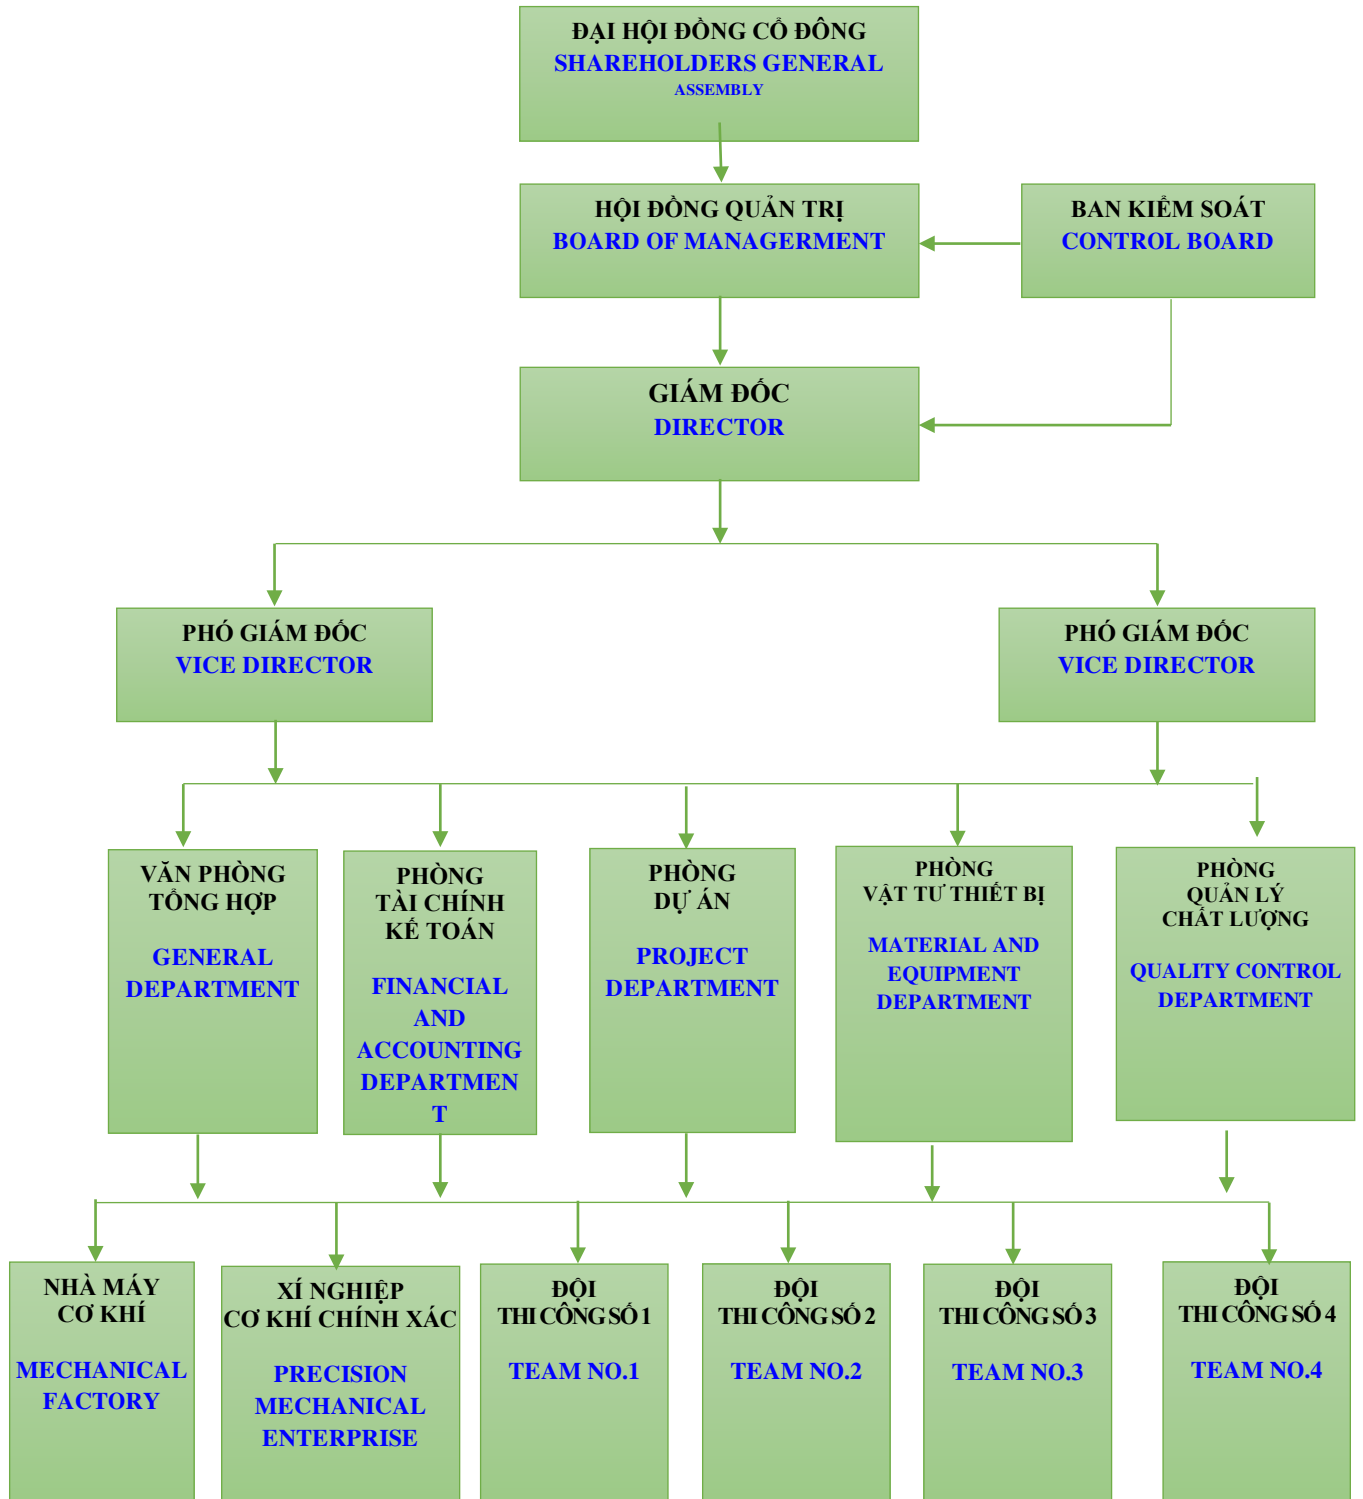 ĐẠI HỘI ĐỒNG CỔ ĐÔNG
SHAREHOLDERS GENERAL
ASSEMBLY
HỘI ĐỒNG QUẢN TRỊ
BOARD OF MANAGERMENT
BAN KIỂM SOÁT
CONTROL BOARD
GIÁM ĐỐC
DIRECTOR
PHÓ GIÁM ĐỐC
VICE DIRECTOR
PHÓ GIÁM ĐỐC
VICE DIRECTOR
VĂN PHÒNG
TỔNG HỢP
GENERAL
DEPARTMENT
PHÒNG
TÀI CHÍNH
KẾ TOÁN
FINANCIAL
AND
ACCOUNTING
DEPARTMEN
T
PHÒNG
DỰ ÁN
PROJECT
DEPARTMENT
PHÒNG
VẬT TƯ THIẾT BỊ
MATERIAL AND
EQUIPMENT
DEPARTMENT
PHÒNG
QUẢN LÝ
CHẤT LƯỢNG
QUALITY CONTROL
DEPARTMENT
NHÀ MÁY
CƠ KHÍ
MECHANICAL
FACTORY
XÍ NGHIỆP
CƠ KHÍ CHÍNH XÁC
PRECISION
MECHANICAL
ENTERPRISE
ĐỘI
THI CÔNG SỐ 1
TEAM NO.1
ĐỘI
THI CÔNG SỐ 2
TEAM NO.2
ĐỘI
THI CÔNG SỐ 3
TEAM NO.3
ĐỘI
THI CÔNG SỐ 4
TEAM NO.4